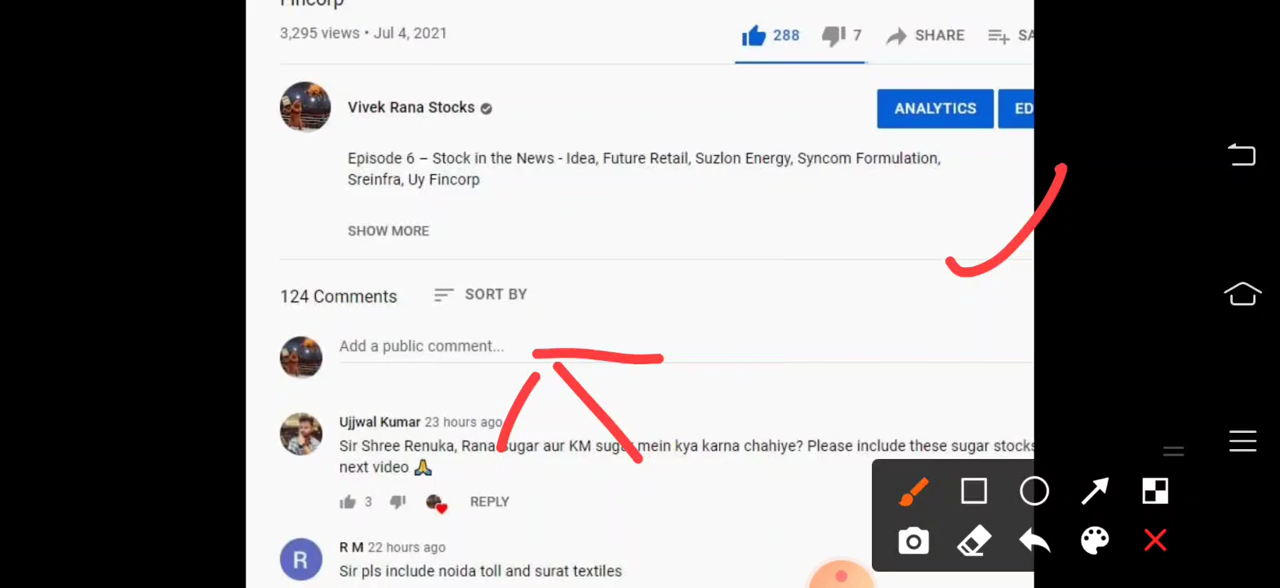 Fincorp
3,295 views • Jul 4, 2021
288 7 SHARE
Vivek Rana Stocks
ANALYTICS
Episode 6 – Stock in the News - Idea, Future Retail, Suzlon Energy, Syncom Formulation,
Sreinfra, Uy Fincorp
SHOW MORE
124 Comments SORT BY
Add a public comment...
Ujjwal Kumar 23 hours ago
Sir Shree Renuka, Rana Sugar aur KM sugar mein kya karna chahiye? Please include these sugar stocks
next video 🙏
3 REPLY
R
R M 22 hours ago
Sir pls include noida toll and surat textiles